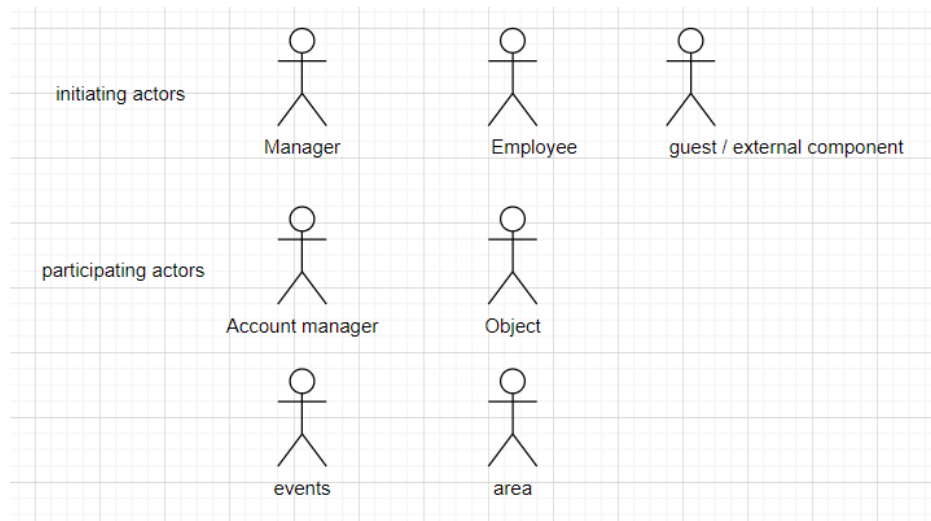 initiating actors
Manager
Employee
guest / external component
participating actors
Account manager
Object
events
area